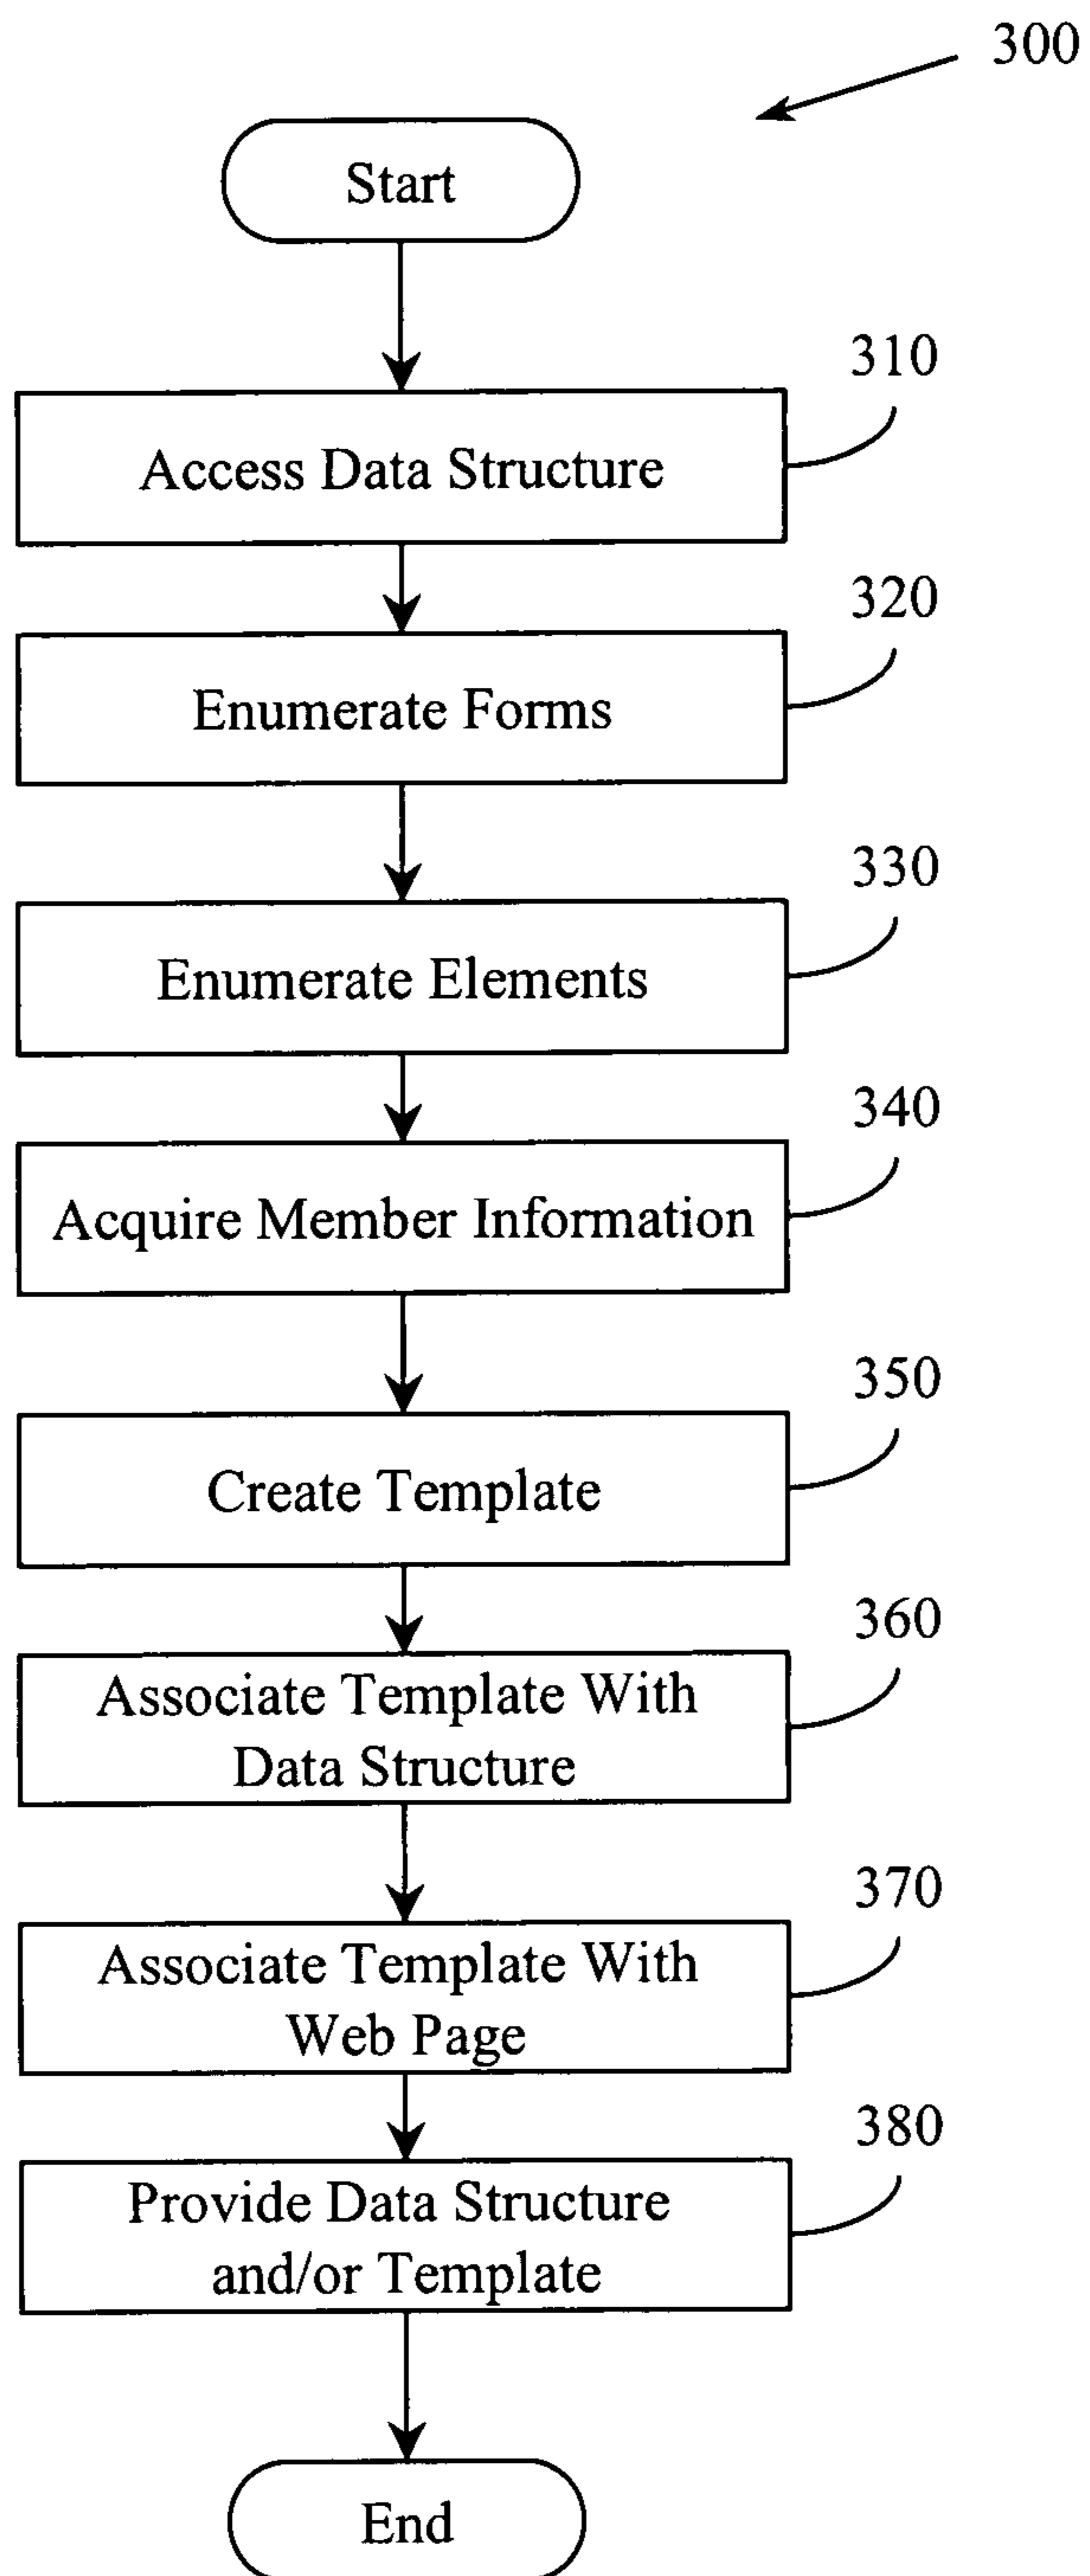 300
Start
310
Access Data Structure
320
Enumerate Forms
330
Enumerate Elements
340
Acquire Member Information
350
Create Template
360
Associate Template With
Data Structure
370
Associate Template With
Web Page
380
Provide Data Structure
and/or Template
End